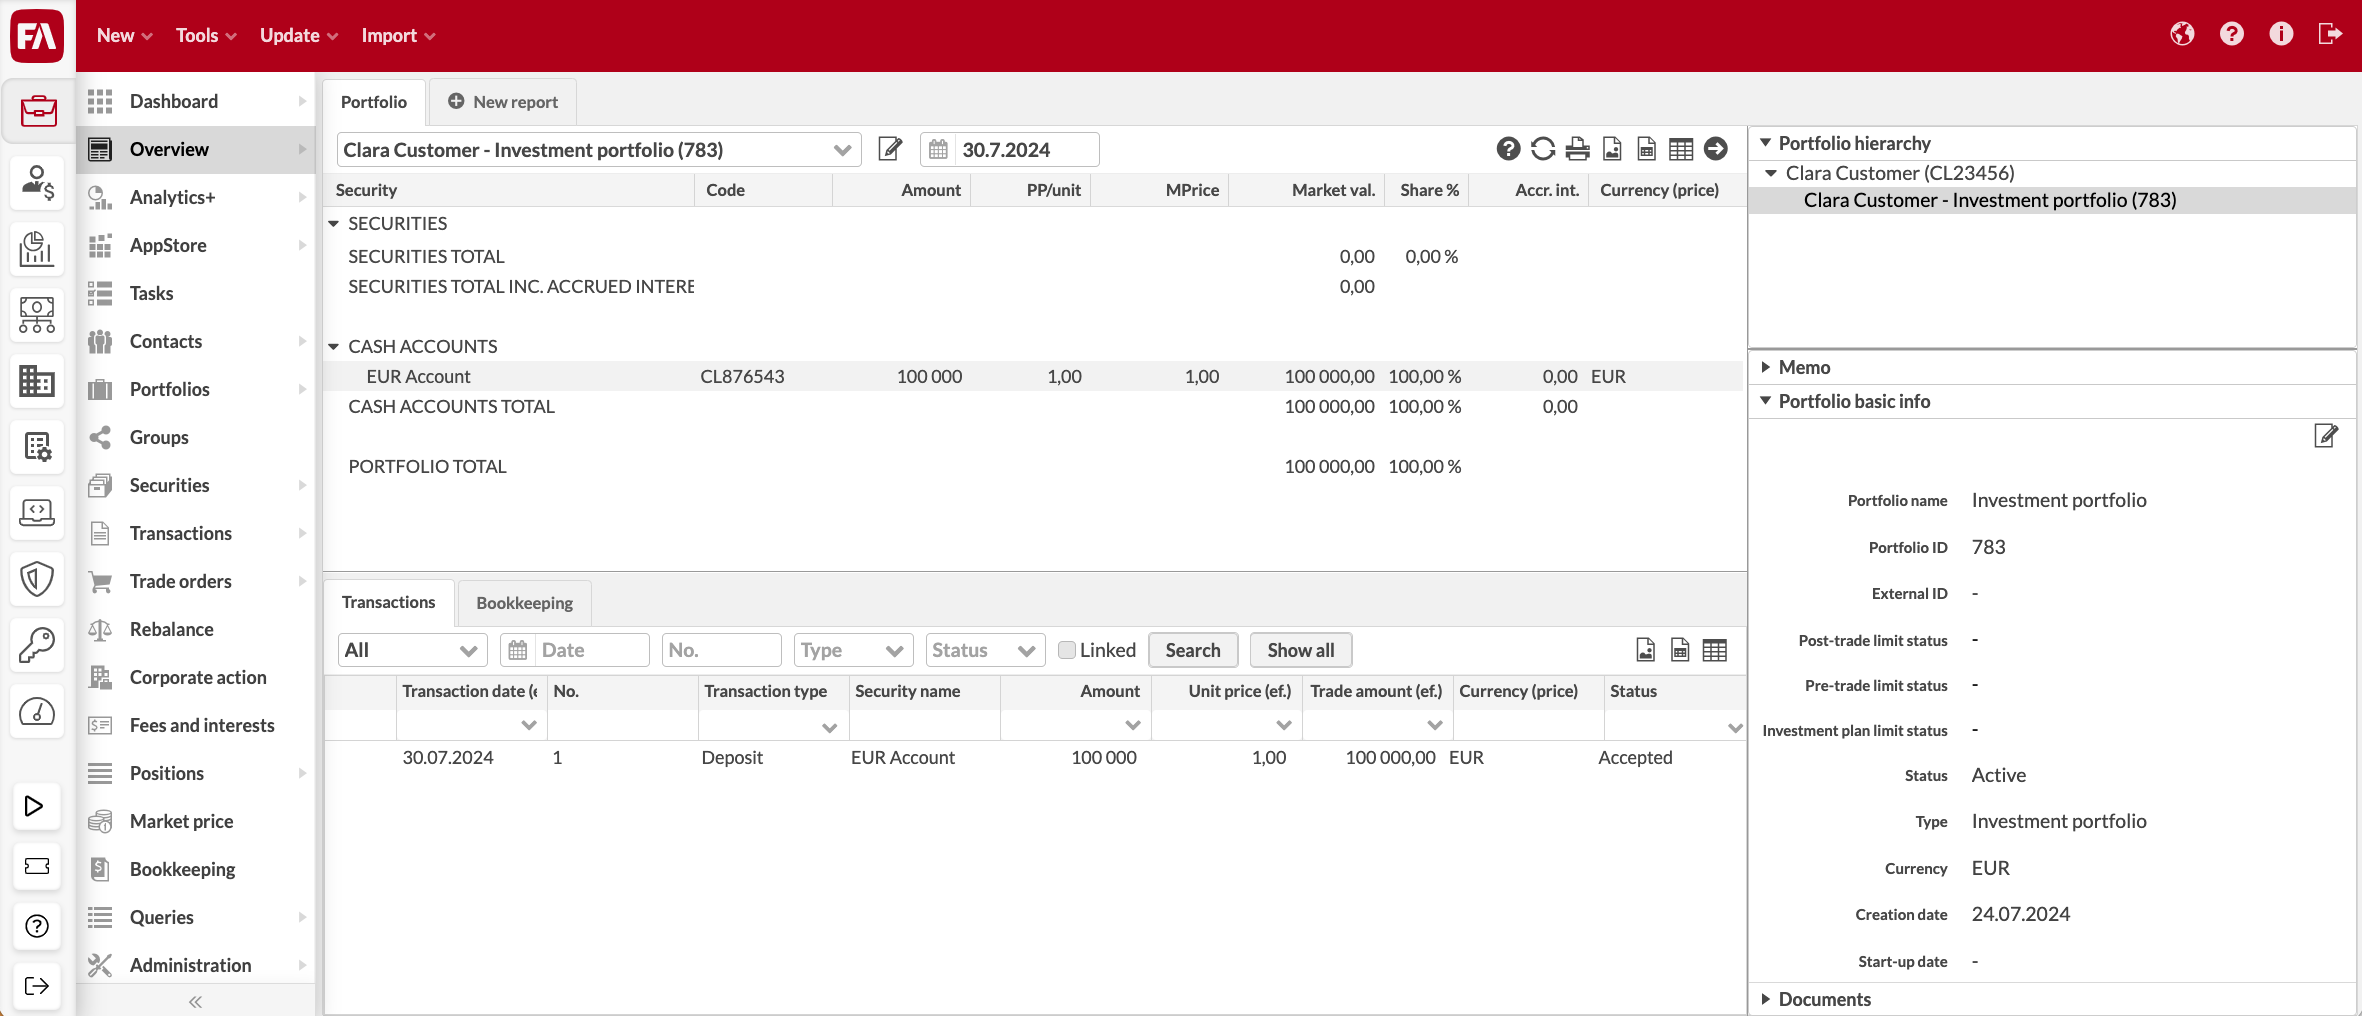 FA
New Tools Update Import
Dashboard
Overview
Analytics+
AppStore
Tasks
Contacts
Portfolios
Groups
Securities
Transactions
Trade orders
Rebalance
Corporate action
Fees and interests
Positions
Market price
Bookkeeping
Queries
Administration
Portfolio New report
Clara Customer - Investment portfolio (783) 30.7.2024
Security Code Amount PP/unit MPrice Market val. Share % Accr. int. Currency (price)
SECURITIES
SECURITIES TOTAL 0,00 0,00 %
SECURITIES TOTAL INC. ACCRUED INTERE 0,00
CASH ACCOUNTS
EUR Account CL876543 100 000 1,00 1,00 100 000,00 100,00 % 0,00 EUR
CASH ACCOUNTS TOTAL 100 000,00 100,00 % 0,00
PORTFOLIO TOTAL 100 000,00 100,00 %
Transactions Bookkeeping
All Date No. Type Status Linked Search Show all
Transaction date (e No. Transaction type Security name Amount Unit price (ef.) Trade amount (ef.) Currency (price) Status
30.07.2024 1 Deposit EUR Account 100 000 1,00 100 000,00 EUR Accepted
Portfolio hierarchy
Clara Customer (CL23456)
Clara Customer - Investment portfolio (783)
Memo
Portfolio basic info
Portfolio name Investment portfolio
Portfolio ID 783
External ID -
Post-trade limit status -
Pre-trade limit status -
Investment plan limit status -
Status Active
Type Investment portfolio
Currency EUR
Creation date 24.07.2024
Start-up date -
Documents